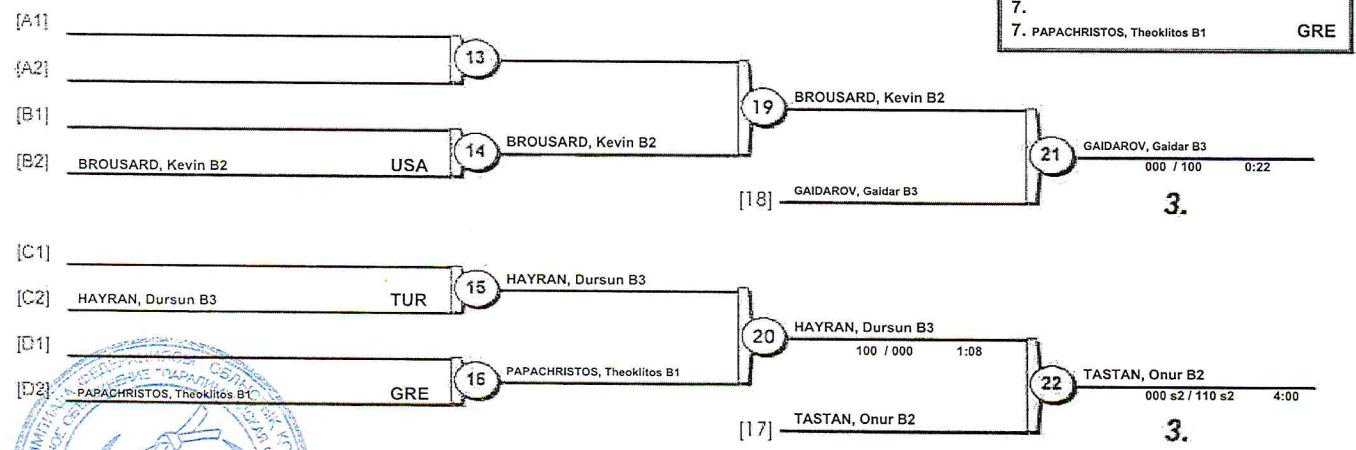 7.
7. PAPACHRISTOS, Theoklitos B1 GRE
[A1]
[A2]
13
[B1]
[B2] BROUSARD, Kevin B2 USA
14
BROUSARD, Kevin B2
19
BROUSARD, Kevin B2
[18] GAIDAROV, Gaidar B3
21
GAIDAROV, Gaidar B3
000 / 100 0:22
3.
[C1]
[C2] HAYRAN, Dursun B3 TUR
15
HAYRAN, Dursun B3
[D1]
[D2] PAPACHRISTOS, Theoklitos B1 GRE
16
PAPACHRISTOS, Theoklitos B1
20
HAYRAN, Dursun B3
100 / 000 1:08
[17] TASTAN, Onur B2
22
TASTAN, Onur B2
000 s2 / 110 s2 4:00
3.